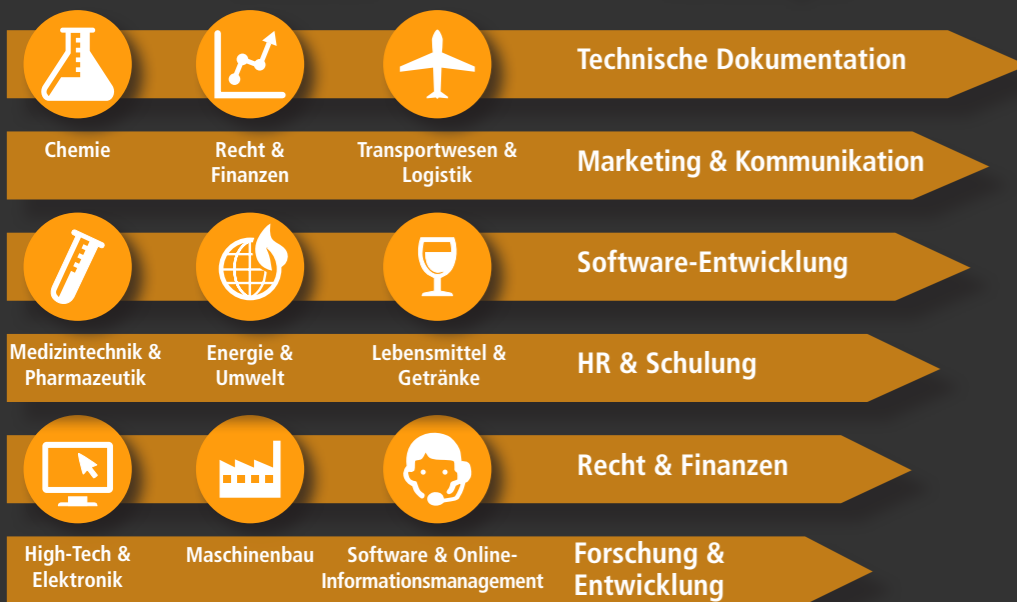 Technische Dokumentation
Chemie
Recht &
Finanzen
Transportwesen &
Logistik
Marketing & Kommunikation
Software-Entwicklung
Medizintechnik &
Pharmazeutik
Energie &
Umwelt
Lebensmittel &
Getränke
HR & Schulung
Recht & Finanzen
High-Tech &
Elektronik
Maschinenbau
Software & Online-
Informationsmanagement
Forschung &
Entwicklung